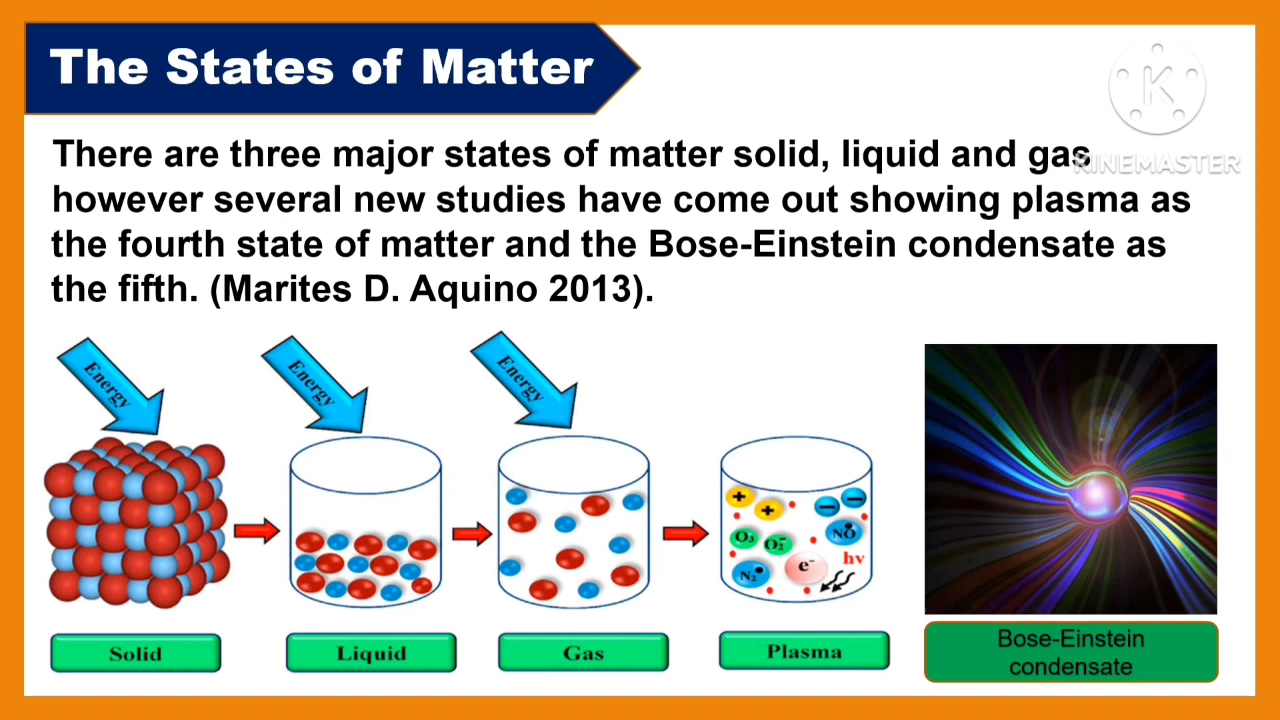 The States of Matter
K
KINEMASTER
There are three major states of matter solid, liquid and gas
however several new studies have come out showing plasma as
the fourth state of matter and the Bose-Einstein condensate as
the fifth. (Marites D. Aquino 2013).
Energy
Energy
Energy
+
+
−
−
O₃
O₂⁻
NO
N₂
e⁻
hν
Solid
Liquid
Gas
Plasma
Bose-Einstein
condensate